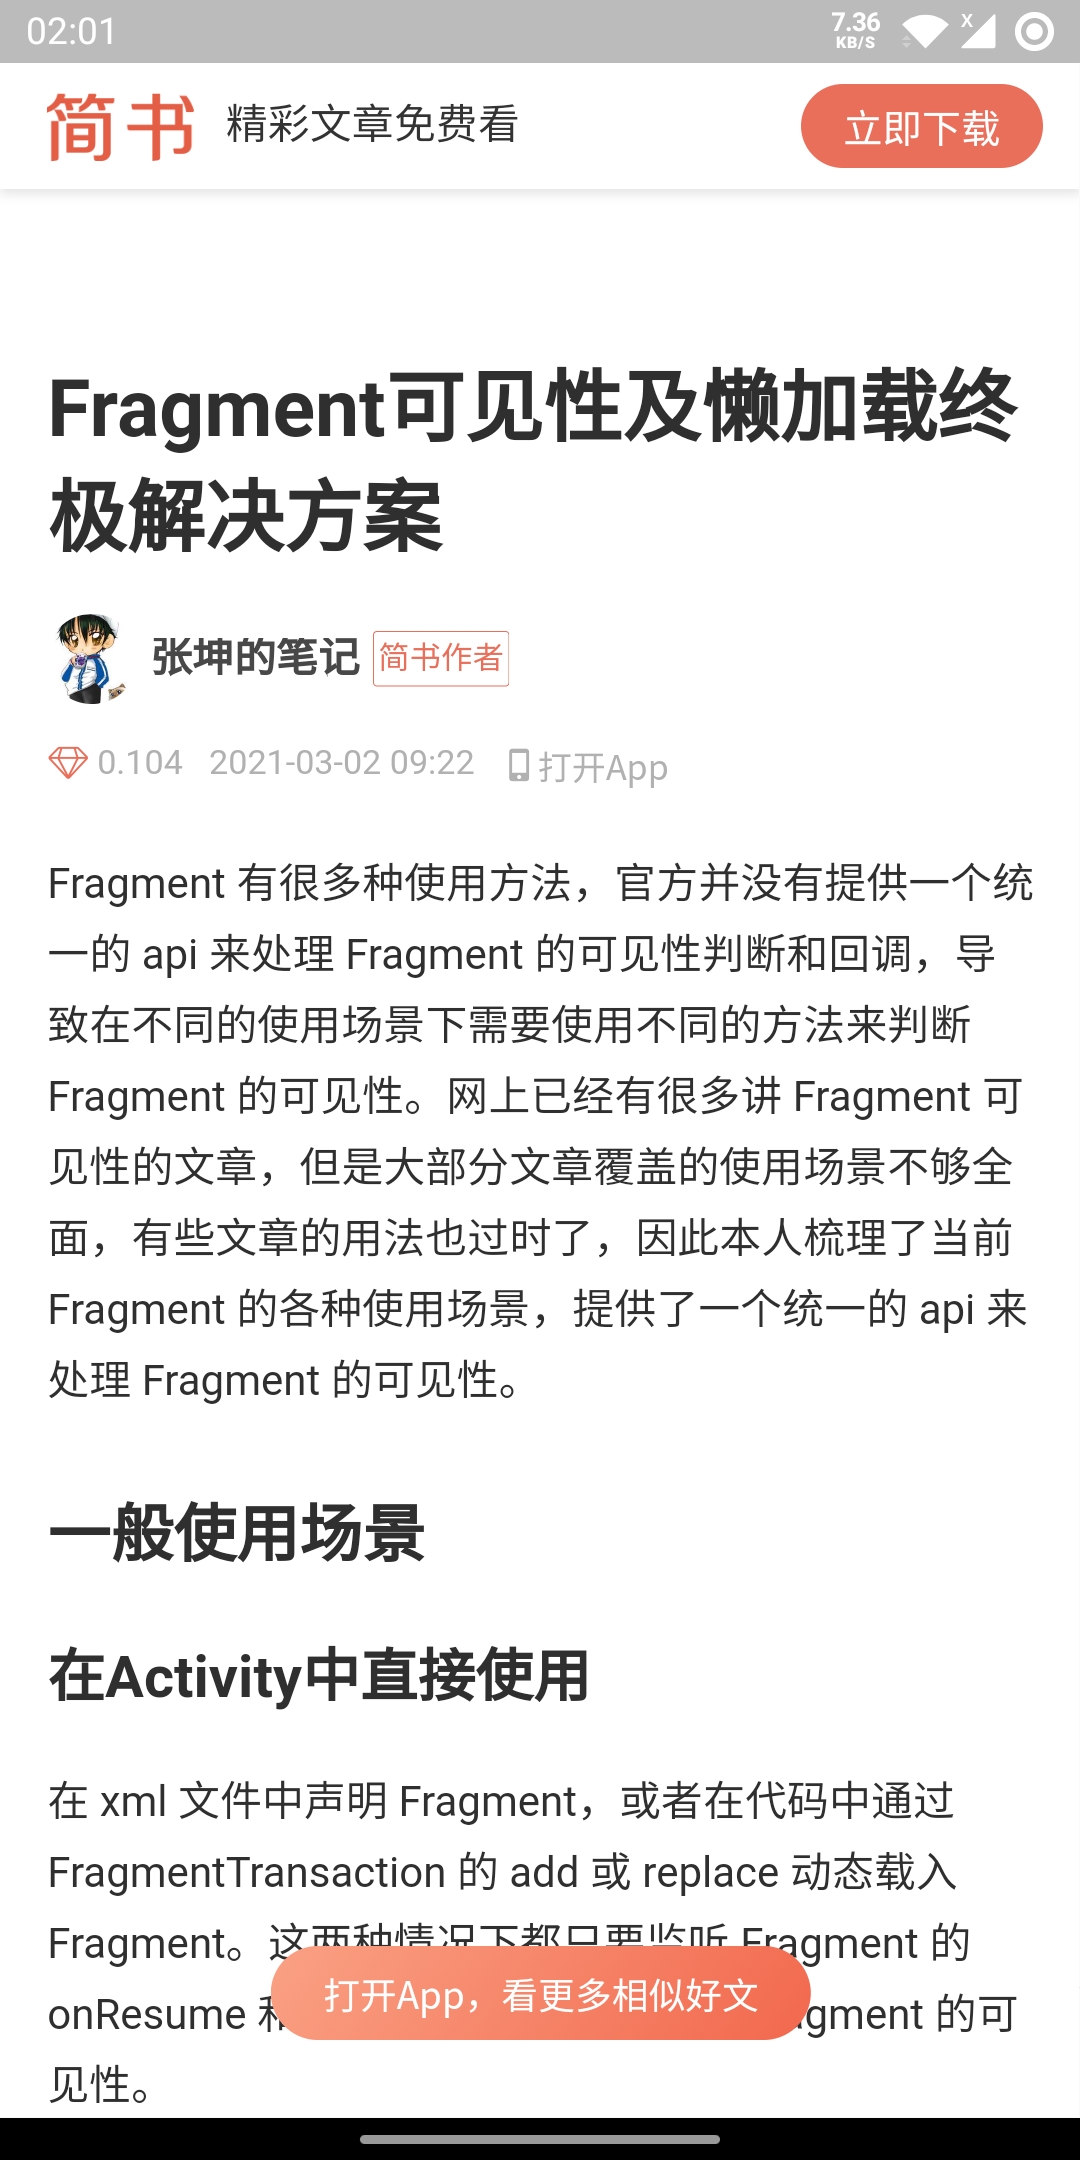 02:01
7.36
KB/S
X
简书 精彩文章免费看
立即下载
Fragment可见性及懒加载终
极解决方案
张坤的笔记 简书作者
0.104 2021-03-02 09:22 打开App
Fragment 有很多种使用方法，官方并没有提供一个统
一的 api 来处理 Fragment 的可见性判断和回调，导
致在不同的使用场景下需要使用不同的方法来判断
Fragment 的可见性。网上已经有很多讲 Fragment 可
见性的文章，但是大部分文章覆盖的使用场景不够全
面，有些文章的用法也过时了，因此本人梳理了当前
Fragment 的各种使用场景，提供了一个统一的 api 来
处理 Fragment 的可见性。
一般使用场景
在Activity中直接使用
在 xml 文件中声明 Fragment，或者在代码中通过
FragmentTransaction 的 add 或 replace 动态载入
Fragment。这两种情况下都只要监听 Fragment 的
onResume 和 gment 的可
打开App，看更多相似好文
见性。